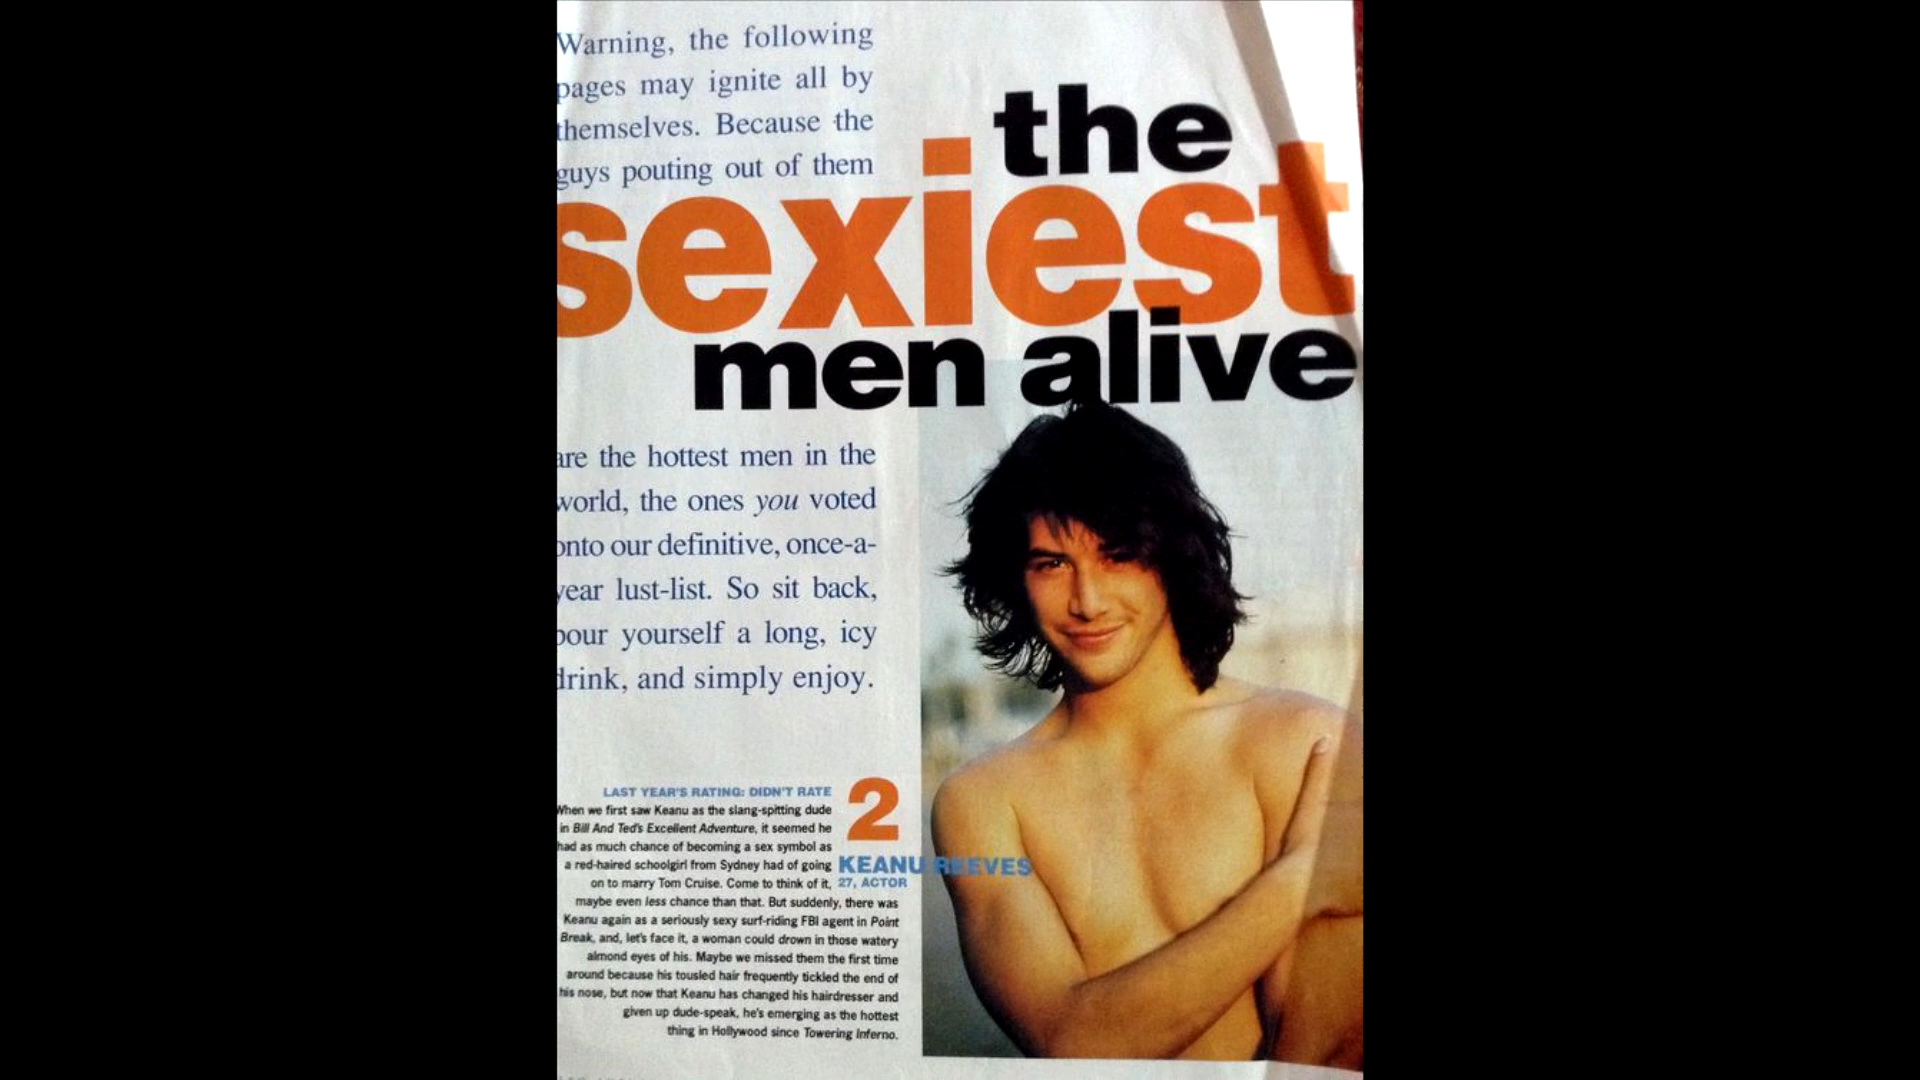 Warning, the following
pages may ignite all by
themselves. Because the
guys pouting out of them
the
sexiest
men alive
are the hottest men in the
world, the ones you voted
onto our definitive, once-a-
year lust-list. So sit back,
pour yourself a long, icy
drink, and simply enjoy.
2
KEANU REEVES
27, ACTOR
LAST YEAR'S RATING: DIDN'T RATE
When we first saw Keanu as the slang-spitting dude
in Bill And Ted's Excellent Adventure, it seemed he
had as much chance of becoming a sex symbol as
a red-haired schoolgirl from Sydney had of going
on to marry Tom Cruise. Come to think of it,
maybe even less chance than that. But suddenly, there was
Keanu again as a seriously sexy surf-riding FBI agent in Point
Break, and, let's face it, a woman could drown in those watery
almond eyes of his. Maybe we missed them the first time
around because his tousled hair frequently tickled the end of
his nose, but now that Keanu has changed his hairdresser and
given up dude-speak, he's emerging as the hottest
thing in Hollywood since Towering Inferno.